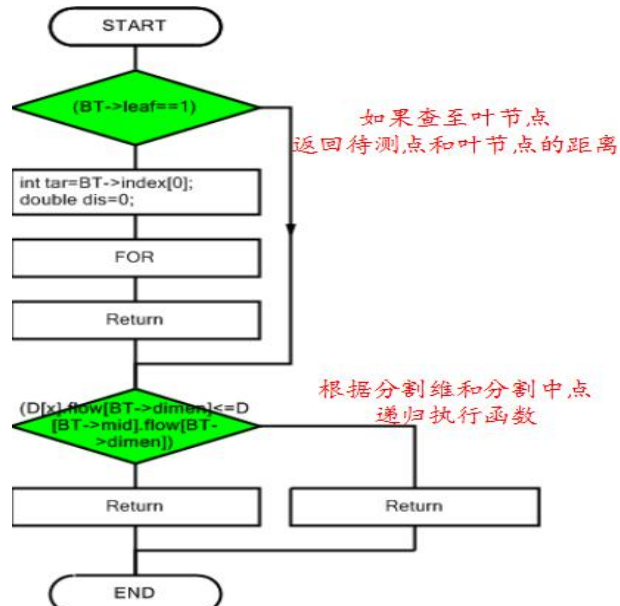 START
(BT->leaf==1)
如果查至叶节点
返回待测点和叶节点的距离
int tar=BT->index[0];
double dis=0;
FOR
Return
(D[x].flow[BT->dimen]<=D
[BT->mid].flow[BT-
>dimen])
根据分割维和分割中点
递归执行函数
Return
Return
END